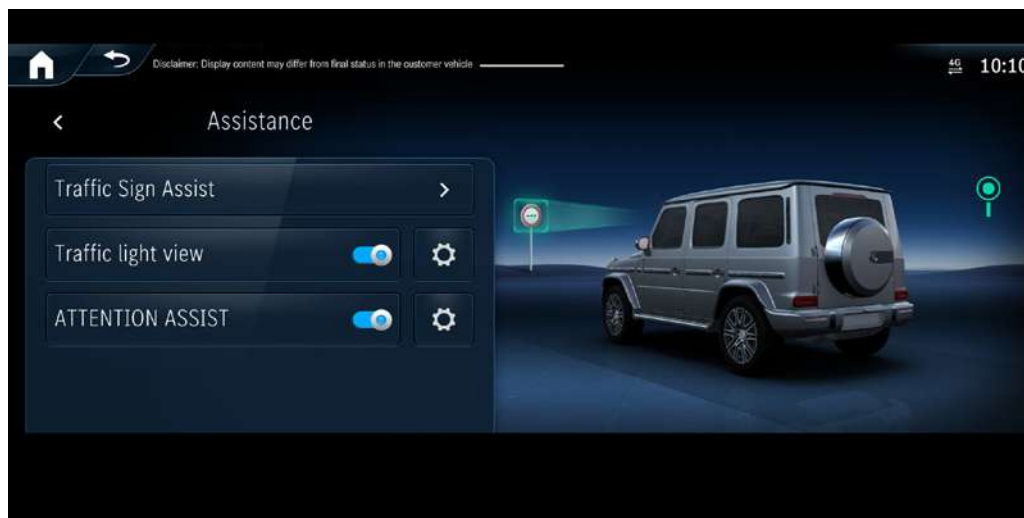 Disclaimer: Display content may differ from final status in the customer vehicle
4G
10:10
Assistance
Traffic Sign Assist
Traffic light view
ATTENTION ASSIST